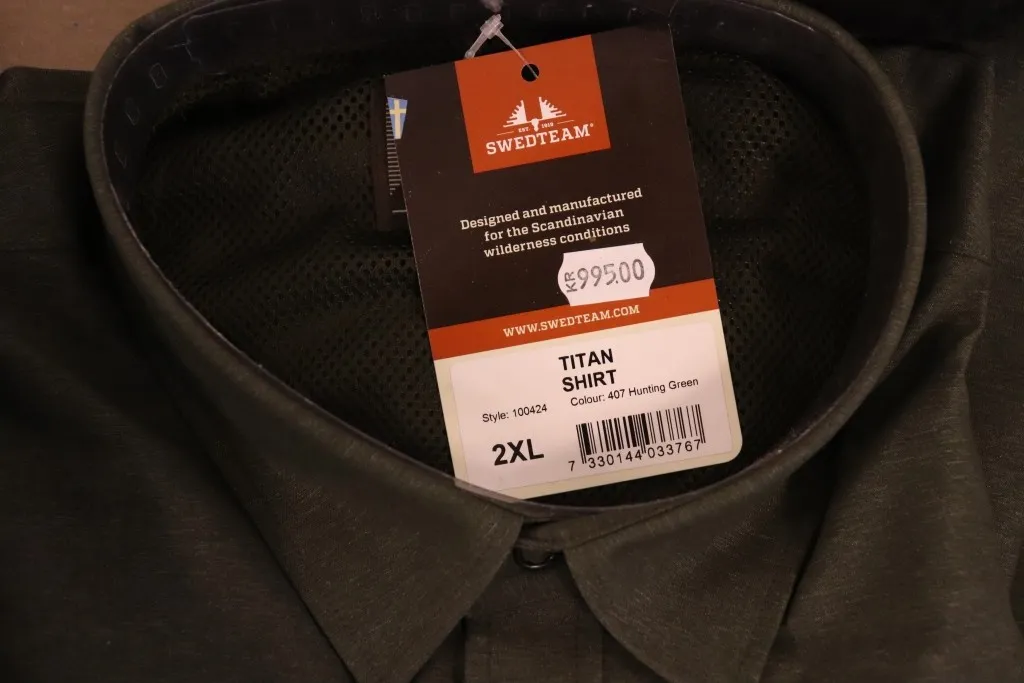 EST. 1919
SWEDTEAM®
Designed and manufactured
for the Scandinavian
wilderness conditions
KR 995.00
WWW.SWEDTEAM.COM
TITAN
SHIRT
Style: 100424 Colour: 407 Hunting Green
2XL
7 330144 033767